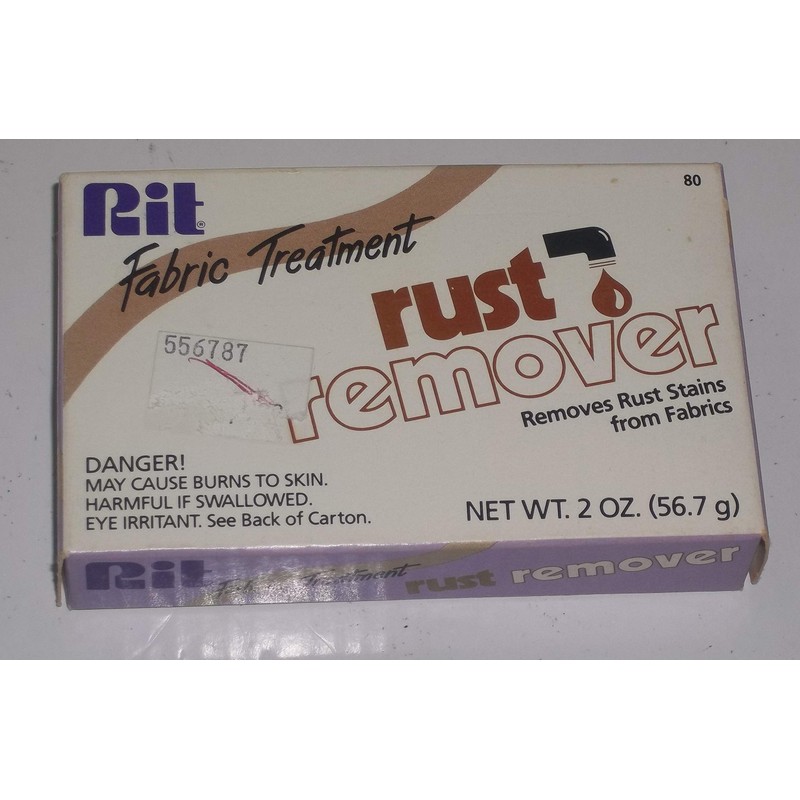 Rit®
80
Fabric Treatment
rust
remover
556787
Removes Rust Stains
from Fabrics
DANGER!
MAY CAUSE BURNS TO SKIN.
HARMFUL IF SWALLOWED.
EYE IRRITANT. See Back of Carton.
NET WT. 2 OZ. (56.7 g)
Rit Fabric Treatment rust remover